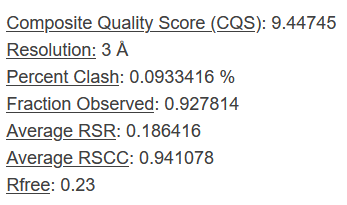 Composite Quality Score (CQS): 9.44745
Resolution: 3 Å
Percent Clash: 0.0933416 %
Fraction Observed: 0.927814
Average RSR: 0.186416
Average RSCC: 0.941078
Rfree: 0.23